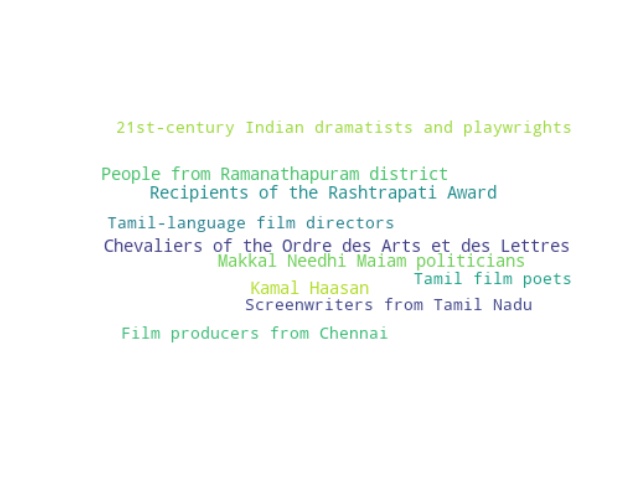 21st-century Indian dramatists and playwrights
People from Ramanathapuram district
Recipients of the Rashtrapati Award
Tamil-language film directors
Chevaliers of the Ordre des Arts et des Lettres
Makkal Needhi Maiam politicians
Tamil film poets
Kamal Haasan
Screenwriters from Tamil Nadu
Film producers from Chennai